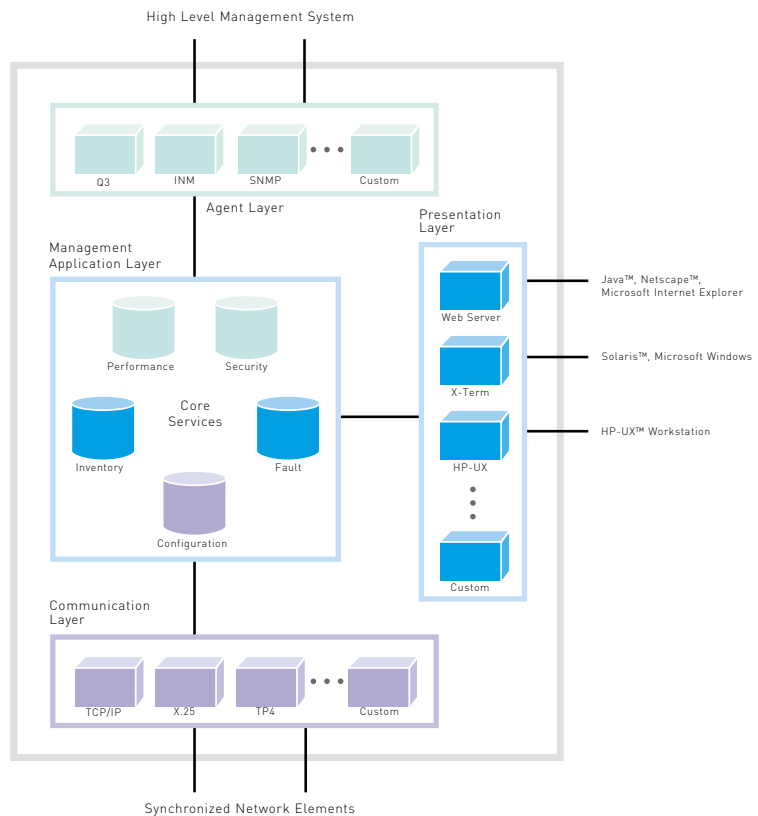 High Level Management System
Q3
INM
SNMP
Custom
Agent Layer
Presentation
Layer
Management
Application Layer
Java™, Netscape™,
Microsoft Internet Explorer
Web Server
Performance
Security
Solaris™, Microsoft Windows
X-Term
Core
Services
HP-UX™ Workstation
Inventory
Fault
HP-UX
Configuration
Custom
Communication
Layer
TCP/IP
X.25
TP4
Custom
Synchronized Network Elements